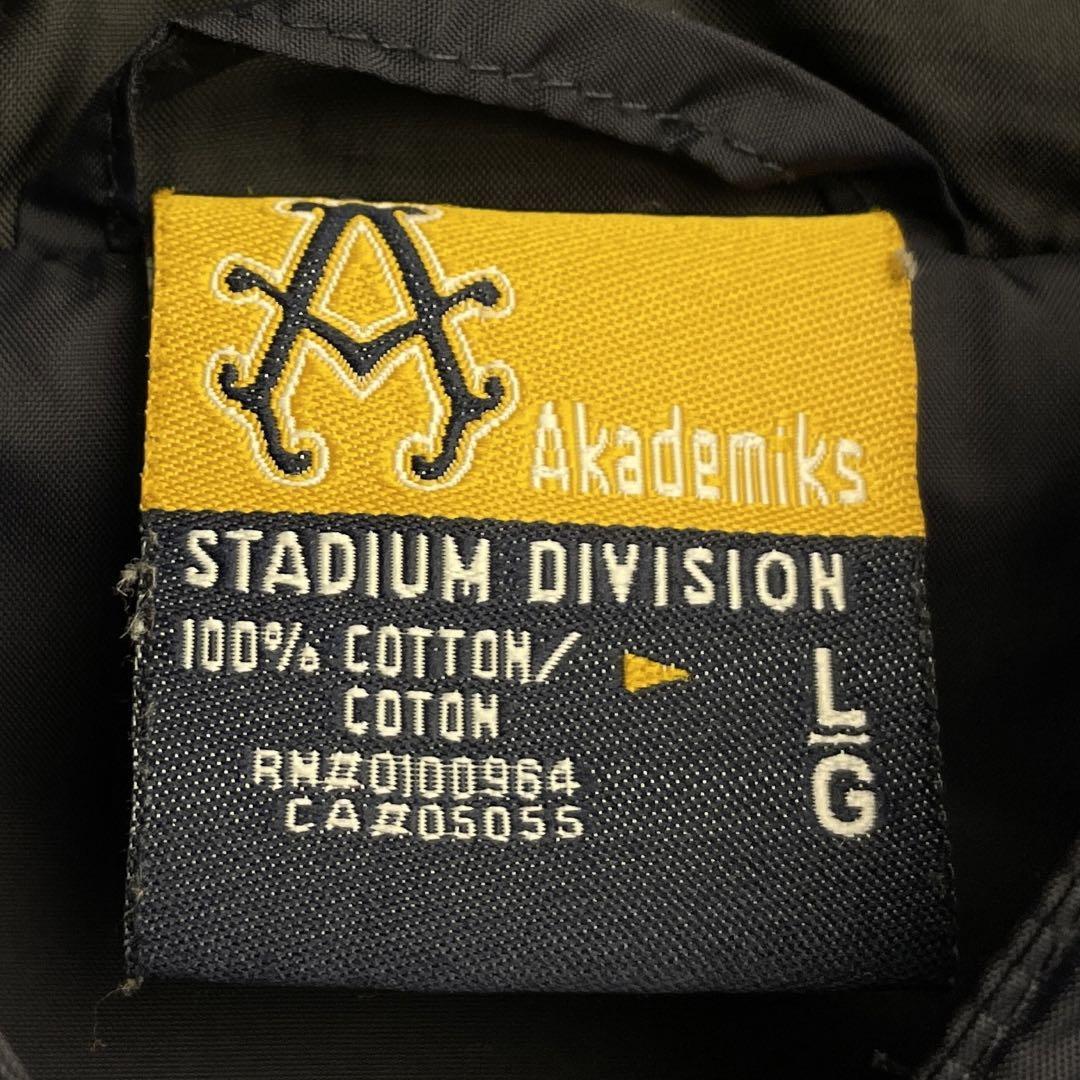 A
Akademiks
STADIUM DIVISION
100% COTTON/
COTON
L
G
RN#0100964
CA#05055